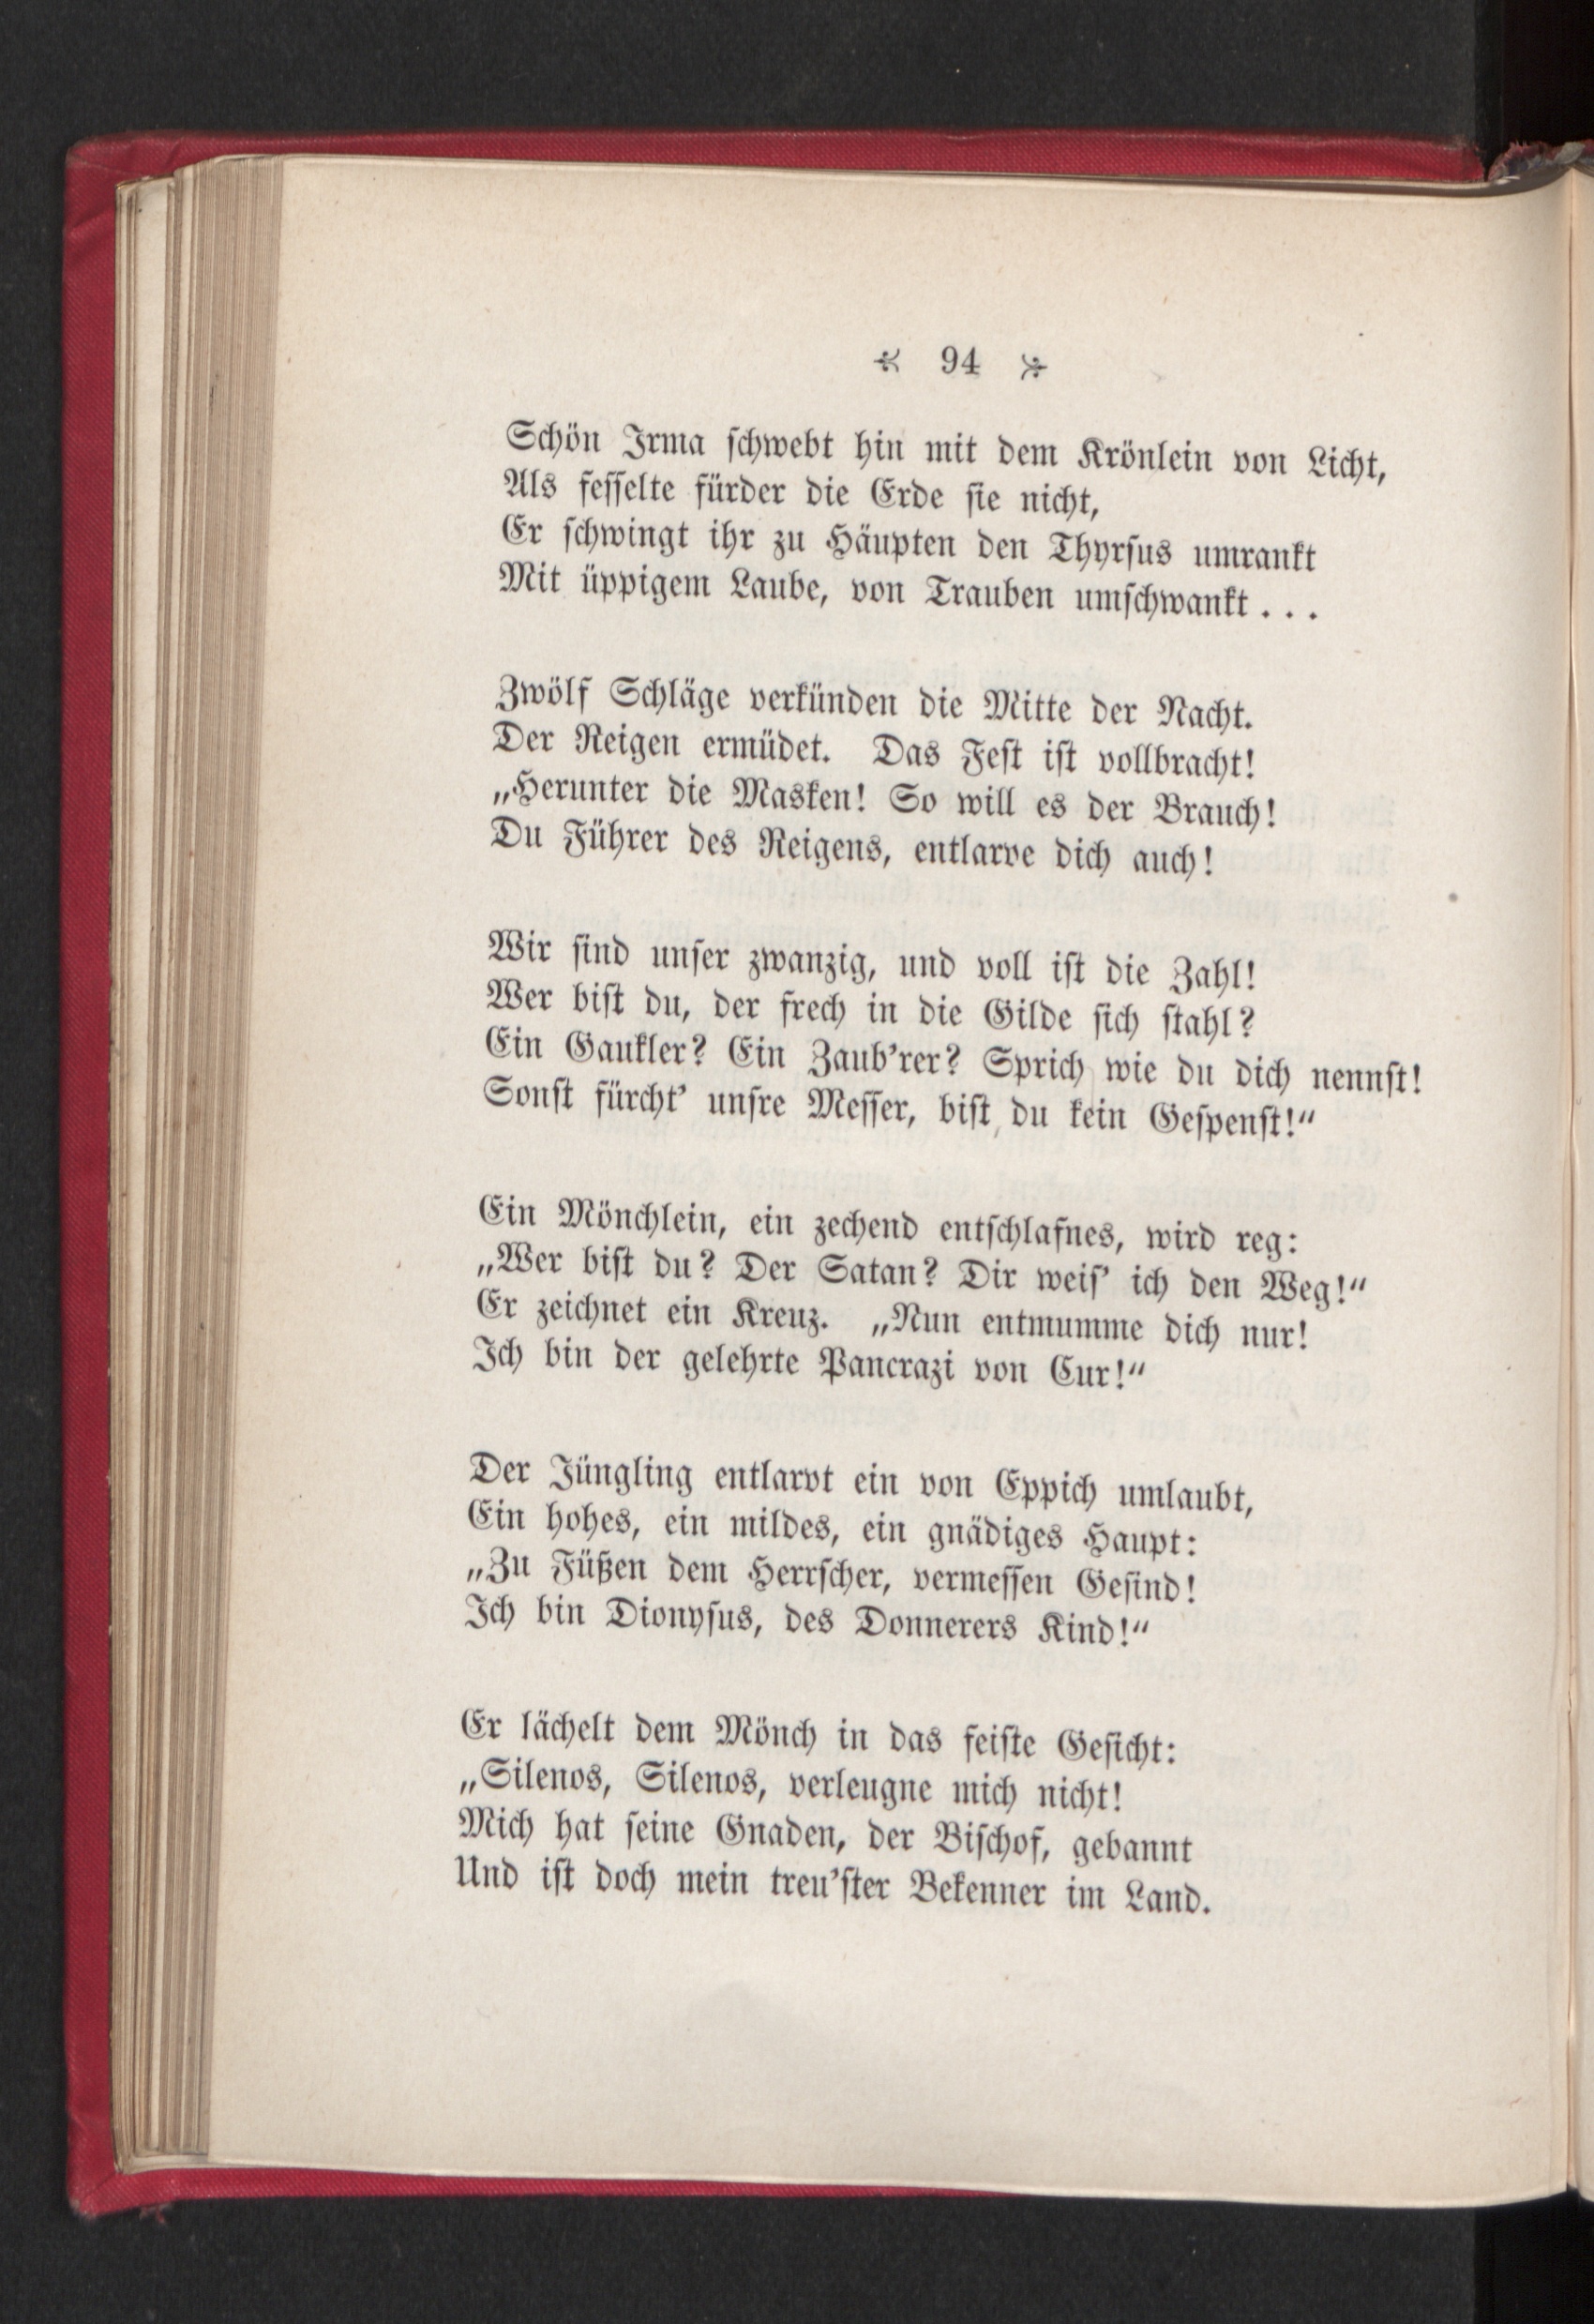 94
Schön Irma schwebt hin mit dem Krönlein von Licht,
Als fesselte fürder die Erde sie nicht,
Er schwingt ihr zu Häupten den Thyrsus umrankt
Mit üppigem Laube, von Trauben umschwankt . . .
Zwölf Schläge verkünden die Mitte der Nacht.
Der Reigen ermüdet. Das Fest ist vollbracht!
„Herunter die Masken! So will es der Brauch!
Du Führer des Reigens, entlarve dich auch!
Wir sind unser zwanzig, und voll ist die Zahl!
Wer bist du, der frech in die Gilde sich stahl?
Ein Gaukler? Ein Zaub'rer? Sprich wie du dich nennst!
Sonst fürcht' unsre Messer, bist du kein Gespenst!“
Ein Mönchlein, ein zechend entschlafnes, wird reg:
„Wer bist du? Der Satan? Dir weis' ich den Weg!“
Er zeichnet ein Kreuz. „Nun entmumme dich nur!
Ich bin der gelehrte Pancrazi von Cur!“
Der Jüngling entlarvt ein von Eppich umlaubt,
Ein hohes, ein mildes, ein gnädiges Haupt:
„Zu Füßen dem Herrscher, vermessen Gesind!
Ich bin Dionysus, des Donnerers Kind!“
Er lächelt dem Mönch in das feiste Gesicht:
„Silenos, Silenos, verleugne mich nicht!
Mich hat seine Gnaden, der Bischof, gebannt
Und ist doch mein treu'ster Bekenner im Land.